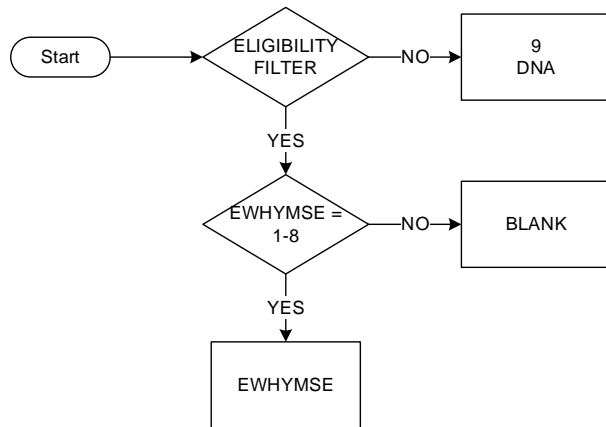 Start
ELIGIBILITY
FILTER
NO
9
DNA
YES
EWHYMSE =
1-8
NO
BLANK
YES
EWHYMSE